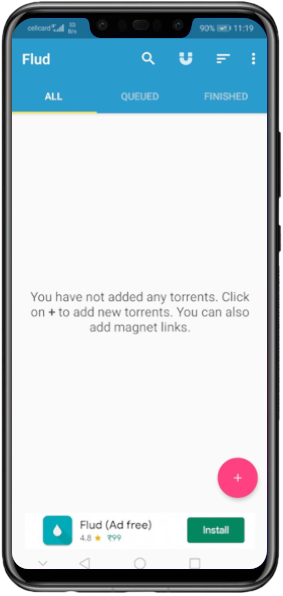 cellcard
90% 11:19
Flud
ALL QUEUED FINISHED
You have not added any torrents. Click
on + to add new torrents. You can also
add magnet links.
+
Flud (Ad free)
4.8 ★ ₹99
Install